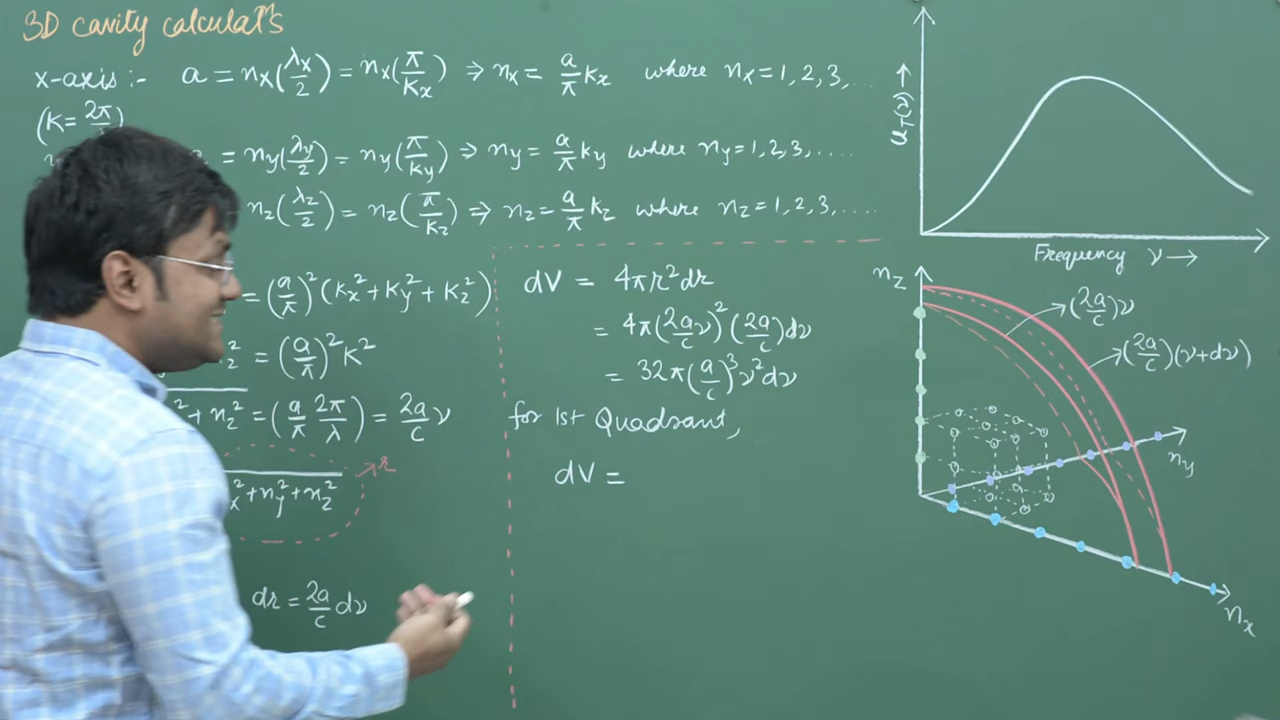 3D cavity calculatⁿs
x-axis :- a = nx(λx/2) = nx(π/Kx) ⇒ nx = a/π kx where nx = 1, 2, 3, ...
(K = 2π/
= ny(λy/2) = ny(π/ky) ⇒ ny = a/π ky where ny = 1, 2, 3, ....
nz(λz/2) = nz(π/kz) ⇒ nz = a/π kz where nz = 1, 2, 3, .....
= (a/π)²(Kx² + Ky² + Kz²)
z² = (a/π)² K²
² + nz² = (a/π 2π/λ) = 2a/c ν
x² + ny² + nz² → r
dr = 2a/c dν
dV = 4πr²dr
= 4π(2a/c ν)² (2a/c)dν
= 32π(a/c)³ν²dν
for 1st Quadrant,
dV =
uT(ν) →
Frequency ν →
nz
(2a/c)ν
(2a/c)(ν+dν)
ny
nx